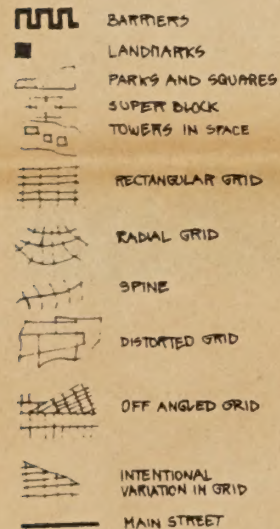 BARRIERS
LANDMARKS
PARKS AND SQUARES
SUPER BLOCK
TOWERS IN SPACE
RECTANGULAR GRID
RADIAL GRID
SPINE
DISTORTED GRID
OFF ANGLED GRID
INTENTIONAL
VARIATION IN GRID
MAIN STREET